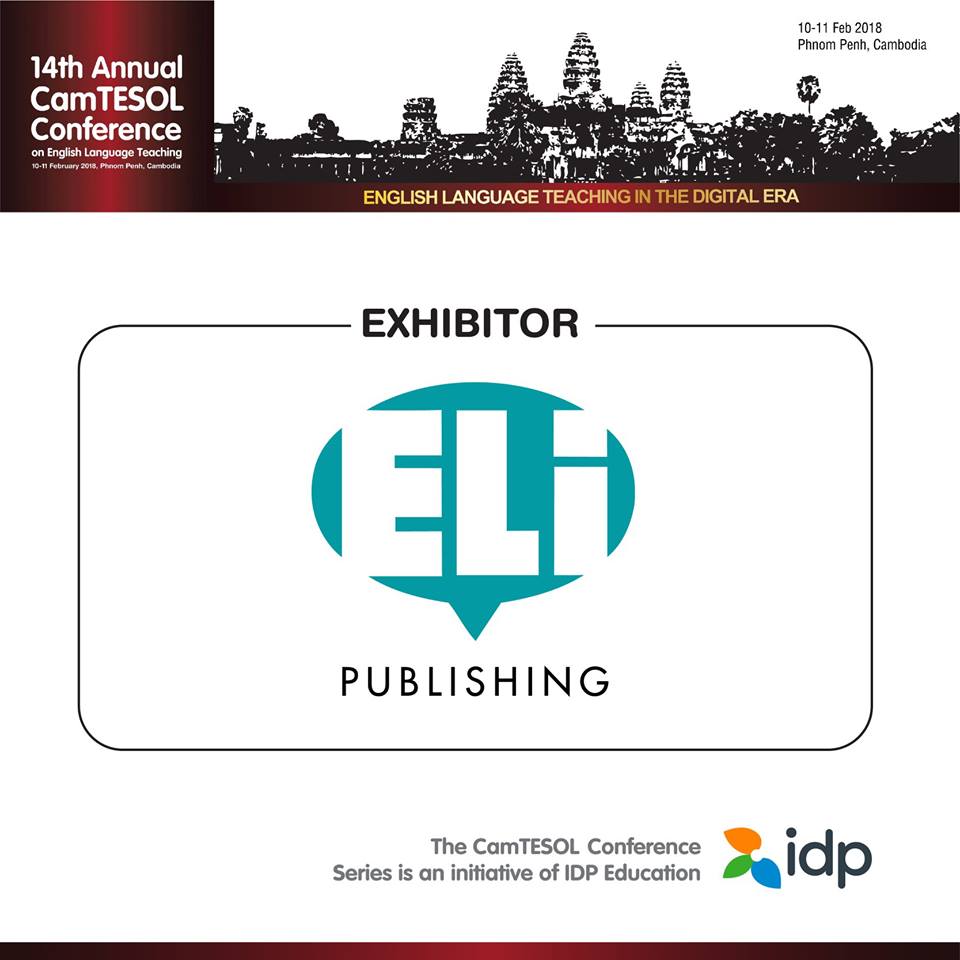 14th Annual
CamTESOL
Conference
on English Language Teaching
10-11 February 2018, Phnom Penh, Cambodia
10-11 Feb 2018
Phnom Penh, Cambodia
ENGLISH LANGUAGE TEACHING IN THE DIGITAL ERA
EXHIBITOR
ELi
PUBLISHING
The CamTESOL Conference
Series is an initiative of IDP Education
idp